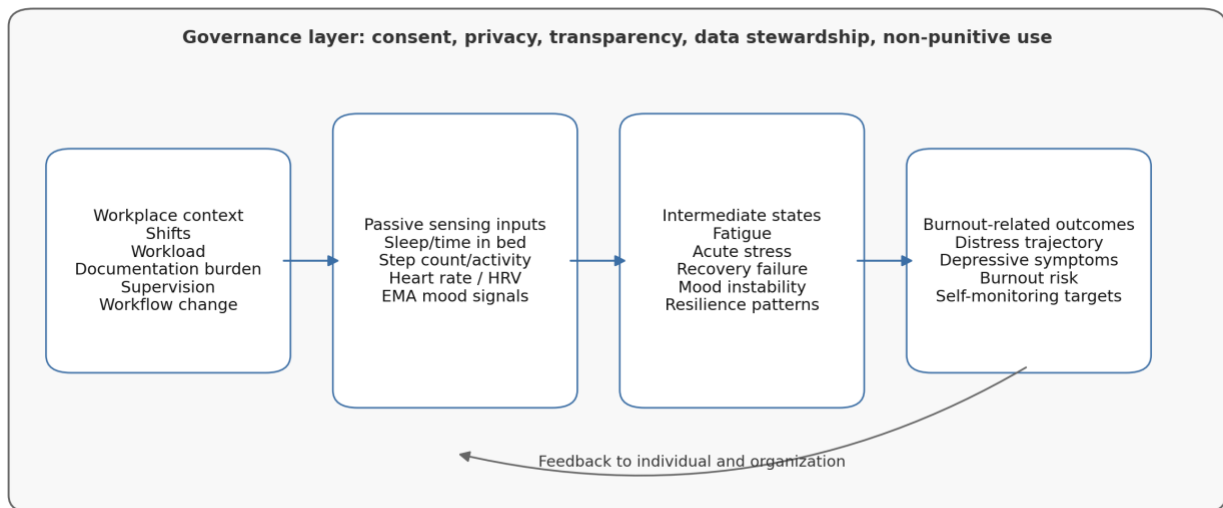 Governance layer: consent, privacy, transparency, data stewardship, non-punitive use
Workplace context
Shifts
Workload
Documentation burden
Supervision
Workflow change
Passive sensing inputs
Sleep/time in bed
Step count/activity
Heart rate / HRV
EMA mood signals
Intermediate states
Fatigue
Acute stress
Recovery failure
Mood instability
Resilience patterns
Burnout-related outcomes
Distress trajectory
Depressive symptoms
Burnout risk
Self-monitoring targets
Feedback to individual and organization